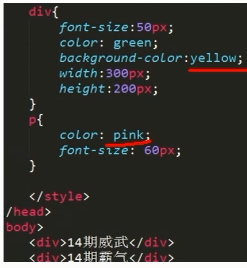 div{
font-size:50px;
color: green;
background-color:yellow;
width:300px;
height:200px;
}
p{
color: pink;
font-size: 60px;
}
</style>
/head>
body>
<div>14期威武</div>
<div>14期霸气</div>